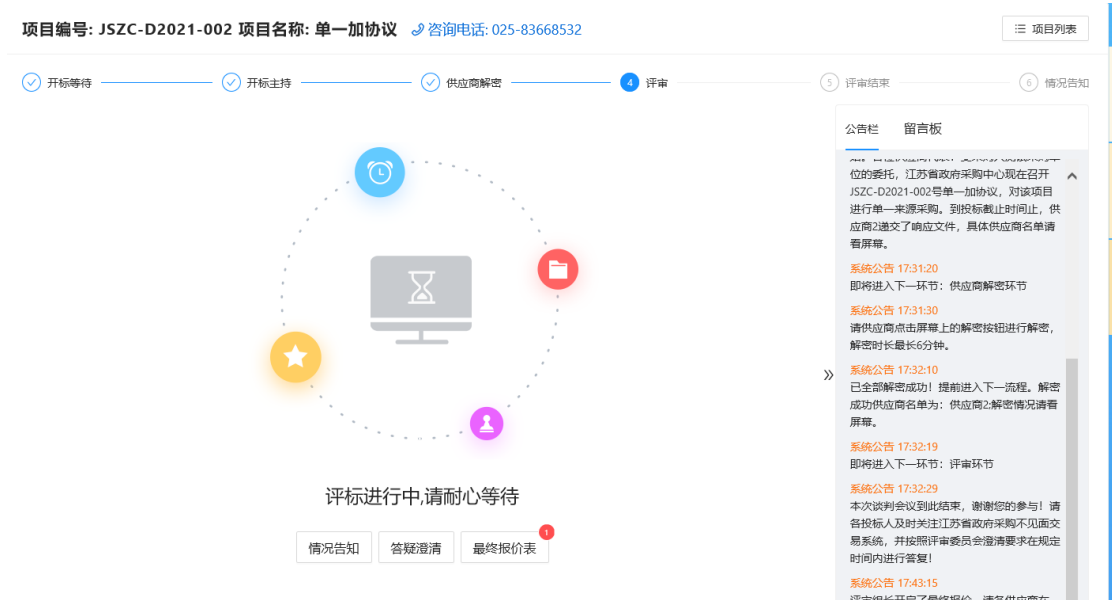 项目编号: JSZC-D2021-002 项目名称: 单一加协议 咨询电话: 025-83668532
项目列表
开标等待
开标主持
供应商解密
4 评审
5 评审结束
6 情况告知
公告栏 留言板
位的委托，江苏省政府采购中心现在召开
JSZC-D2021-002号单一加协议，对该项目
进行单一来源采购。到投标截止时间止，供
应商2递交了响应文件，具体供应商名单请
看屏幕。
系统公告 17:31:20
即将进入下一环节：供应商解密环节
系统公告 17:31:30
请供应商点击屏幕上的解密按钮进行解密，
解密时长最长6分钟。
系统公告 17:32:10
已全部解密成功！提前进入下一流程。解密
成功供应商名单为：供应商2;解密情况请看
屏幕。
系统公告 17:32:19
即将进入下一环节：评审环节
系统公告 17:32:29
本次谈判会议到此结束，谢谢您的参与！请
各投标人及时关注江苏省政府采购不见面交
易系统，并按照评审委员会澄清要求在规定
时间内进行答复！
系统公告 17:43:15
评审组长开启了最终报价，请各供应商在
评标进行中,请耐心等待
情况告知 答疑澄清 最终报价表 1